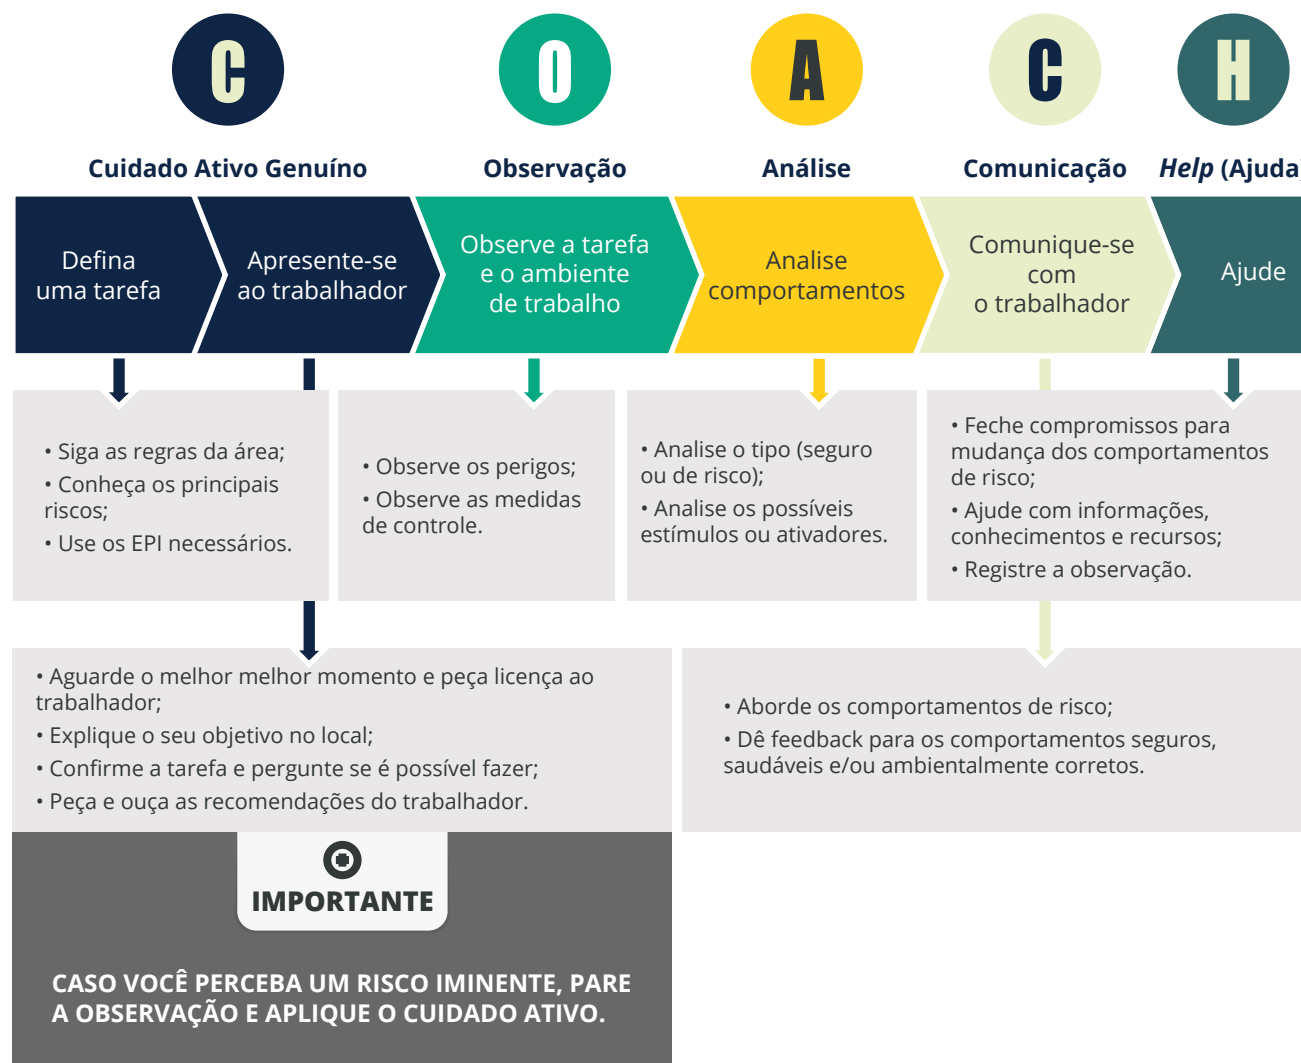 C O A C H
Cuidado Ativo Genuíno
Observação
Análise
Comunicação
Help (Ajuda)
Defina
uma tarefa
Apresente-se
ao trabalhador
Observe a tarefa
e o ambiente
de trabalho
Analise
comportamentos
Comunique-se
com
o trabalhador
Ajude
• Siga as regras da área;
• Conheça os principais
riscos;
• Use os EPI necessários.
• Observe os perigos;
• Observe as medidas
de controle.
• Analise o tipo (seguro
ou de risco);
• Analise os possíveis
estímulos ou ativadores.
• Feche compromissos para
mudança dos comportamentos
de risco;
• Ajude com informações,
conhecimentos e recursos;
• Registre a observação.
• Aguarde o melhor melhor momento e peça licença ao
trabalhador;
• Explique o seu objetivo no local;
• Confirme a tarefa e pergunte se é possível fazer;
• Peça e ouça as recomendações do trabalhador.
• Aborde os comportamentos de risco;
• Dê feedback para os comportamentos seguros,
saudáveis e/ou ambientalmente corretos.
IMPORTANTE
CASO VOCÊ PERCEBA UM RISCO IMINENTE, PARE
A OBSERVAÇÃO E APLIQUE O CUIDADO ATIVO.